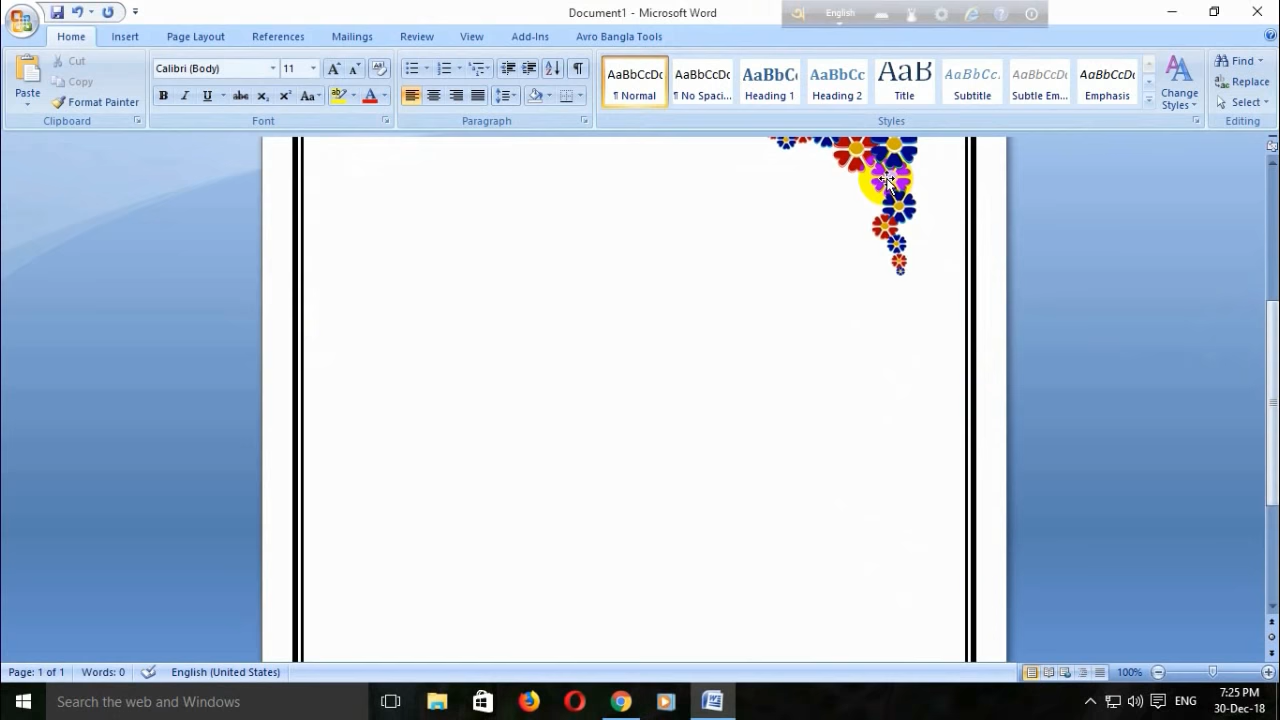 Document1 - Microsoft Word
English
Home Insert Page Layout References Mailings Review View Add-Ins Avro Bangla Tools
Paste
Cut
Copy
Format Painter
Clipboard
Calibri (Body) 11
Font
Paragraph
AaBbCcDc AaBbCcDc AaBbC AaBbCc AaB AaBbCc. AaBbCcDc AaBbCcDc
¶ Normal ¶ No Spaci... Heading 1 Heading 2 Title Subtitle Subtle Em... Emphasis
Styles
Change
Styles
Find
Replace
Select
Editing
Page: 1 of 1 Words: 0 English (United States) 100%
Search the web and Windows
ENG
7:25 PM
30-Dec-18